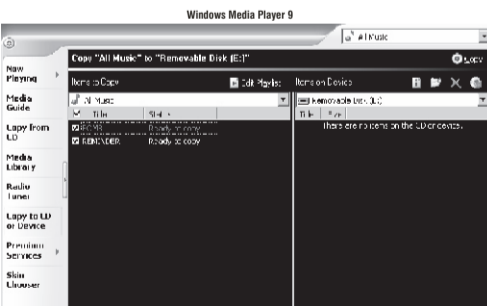 Windows Media Player 9
All Music
Copy "All Music" to "Removable Disk (E:)"
Copy
Now Playing
Items to Copy
Edit Playlist
Items on Device
Media Guide
All Music
Removable Disk (E:)
Title Status
Title Size
Ready to copy
There are no items on the CD or device.
REMINDER Ready to copy
Copy from CD
Media Library
Radio Tuner
Copy to CD or Device
Premium Services
Skin Chooser